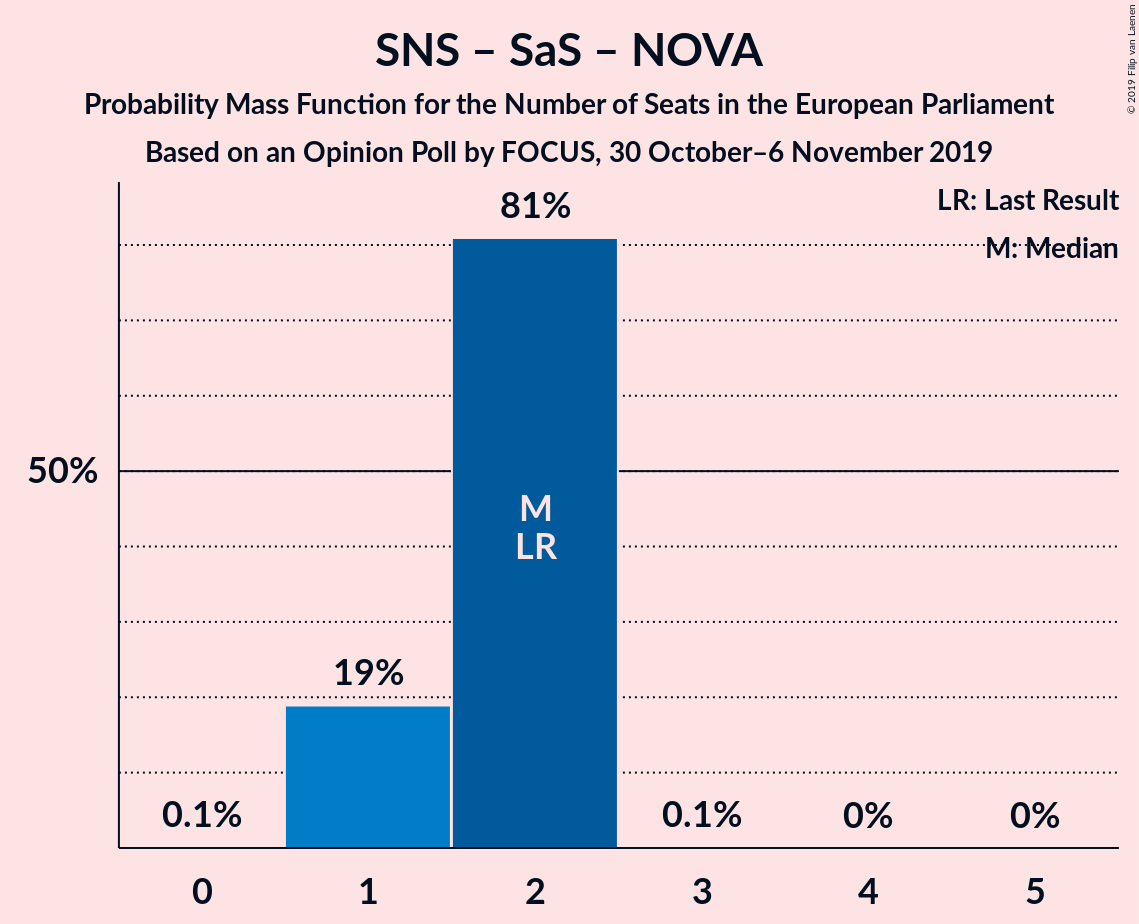 SNS – SaS – NOVA
Probability Mass Function for the Number of Seats in the European Parliament
Based on an Opinion Poll by FOCUS, 30 October–6 November 2019
© 2019 Filip van Laenen
LR: Last Result
M: Median
81%
50%
M
LR
19%
0.1%
0.1%
0%
0%
0 1 2 3 4 5